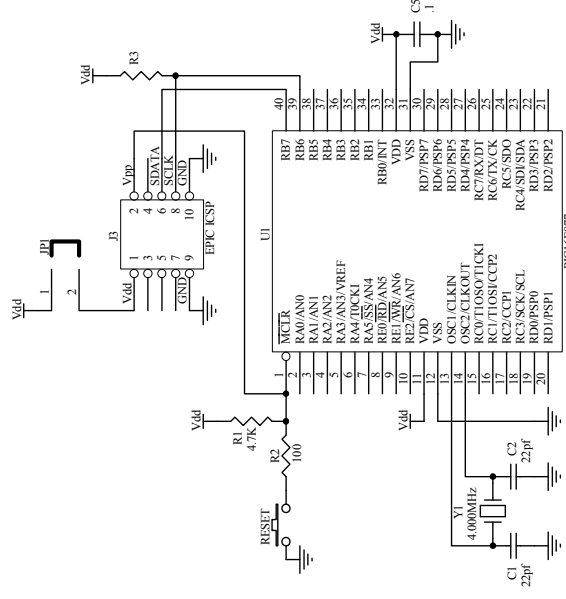 Vdd
JP1
1
2
J3
Vdd
1
3
5
7
GND
9
2
Vpp
4
6
SDATA
SCLK
8
GND
10
EPIC ICSP
Vdd
R3
Vdd
C5
.1
Vdd
R1
4.7K
R2
100
RESET
Vdd
U1
1 MCLR
2 RA0/AN0
3 RA1/AN1
4 RA2/AN2
5 RA3/AN3/VREF
6 RA4/T0CKI
7 RA5/SS/AN4
8 RE0/RD/AN5
9 RE1/WR/AN6
10 RE2/CS/AN7
11 VDD
12 VSS
13 OSC1/CLKIN
14 OSC2/CLKOUT
15 RC0/T1OSO/T1CKI
16 RC1/T1OSI/CCP2
17 RC2/CCP1
18 RC3/SCK/SCL
19 RD0/PSP0
20 RD1/PSP1
RB7 40
RB6 39
RB5 38
RB4 37
RB3 36
RB2 35
RB1 34
RB0/INT 33
VDD 32
VSS 31
RD7/PSP7 30
RD6/PSP6 29
RD5/PSP5 28
RD4/PSP4 27
RC7/RX/DT 26
RC6/TX/CK 25
RC5/SDO 24
RC4/SDI/SDA 23
RD3/PSP3 22
RD2/PSP2 21
Y1
4.000MHz
C1
22pf
C2
22pf